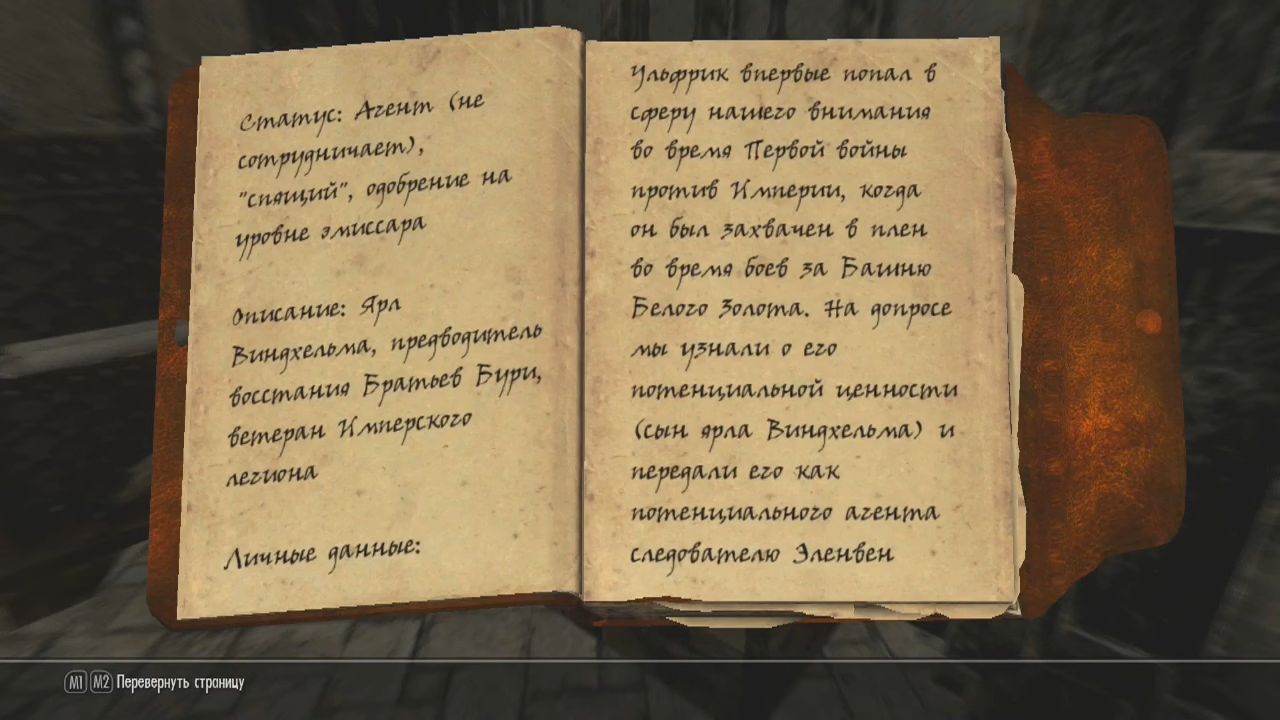 Статус: Агент (не
сотрудничает),
"спящий", одобрение на
уровне эмиссара
Описание: Ярл
Виндхельма, предводитель
восстания Братьев Бури,
ветеран Имперского
легиона
Личные данные:
Ульфрик впервые попал в
сферу нашего внимания
во время Первой войны
против Империи, когда
он был захвачен в плен
во время боев за Башню
Белого Золота. На допросе
мы узнали о его
потенциальной ценности
(сын ярла Виндхельма) и
передали его как
потенциального агента
следователю Эленвен
M1 M2 Перевернуть страницу